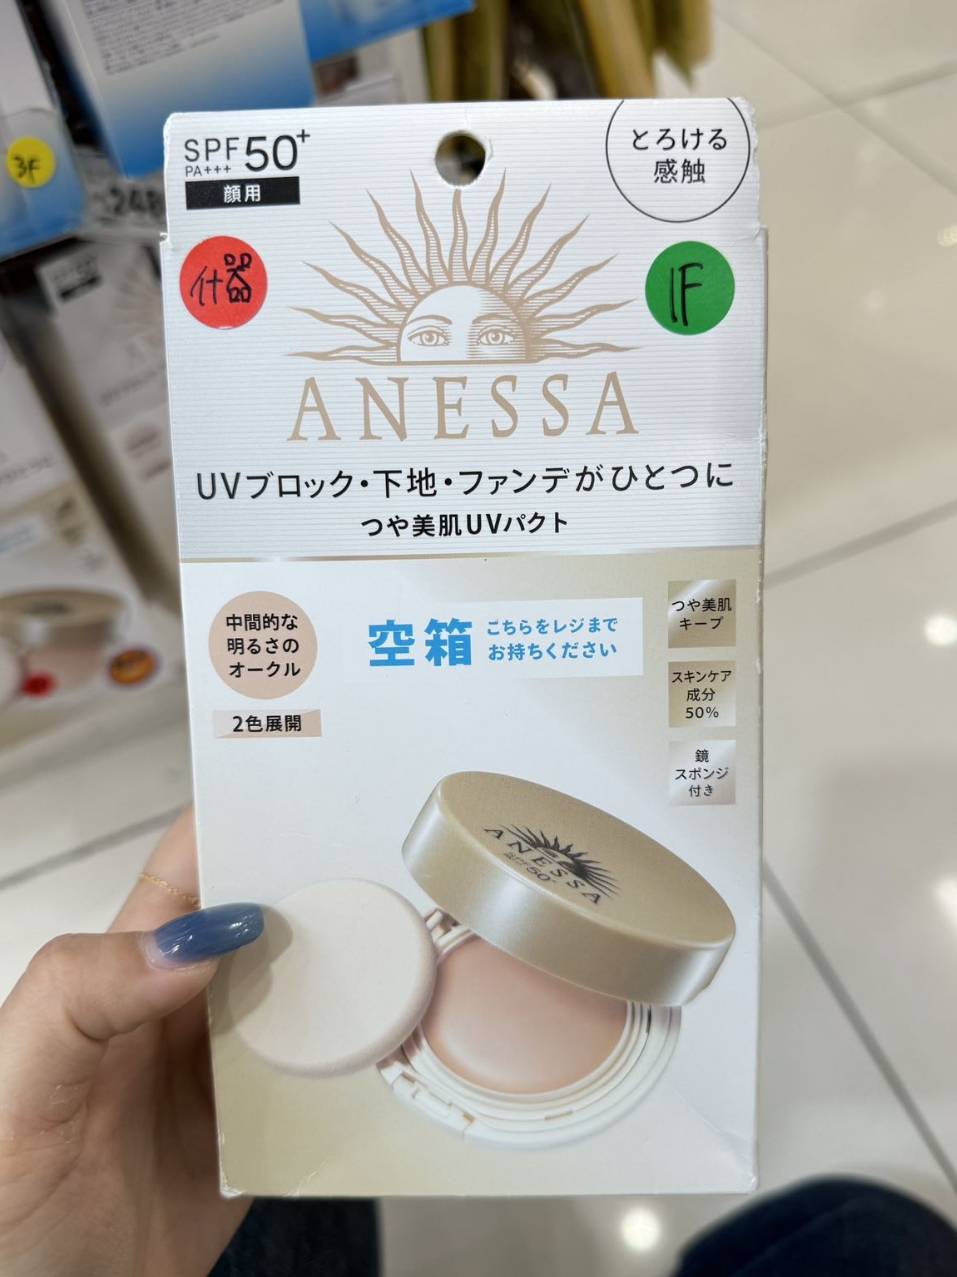 SPF50+
PA+++
顔用
とろける
感触
什器
1F
3F
ANESSA
UVブロック・下地・ファンデがひとつに
つや美肌UVパクト
中間的な
明るさの
オークル
2色展開
空箱
こちらをレジまで
お持ちください
つや美肌
キープ
スキンケア
成分
50%
鏡
スポンジ
付き
ANESSA
50+